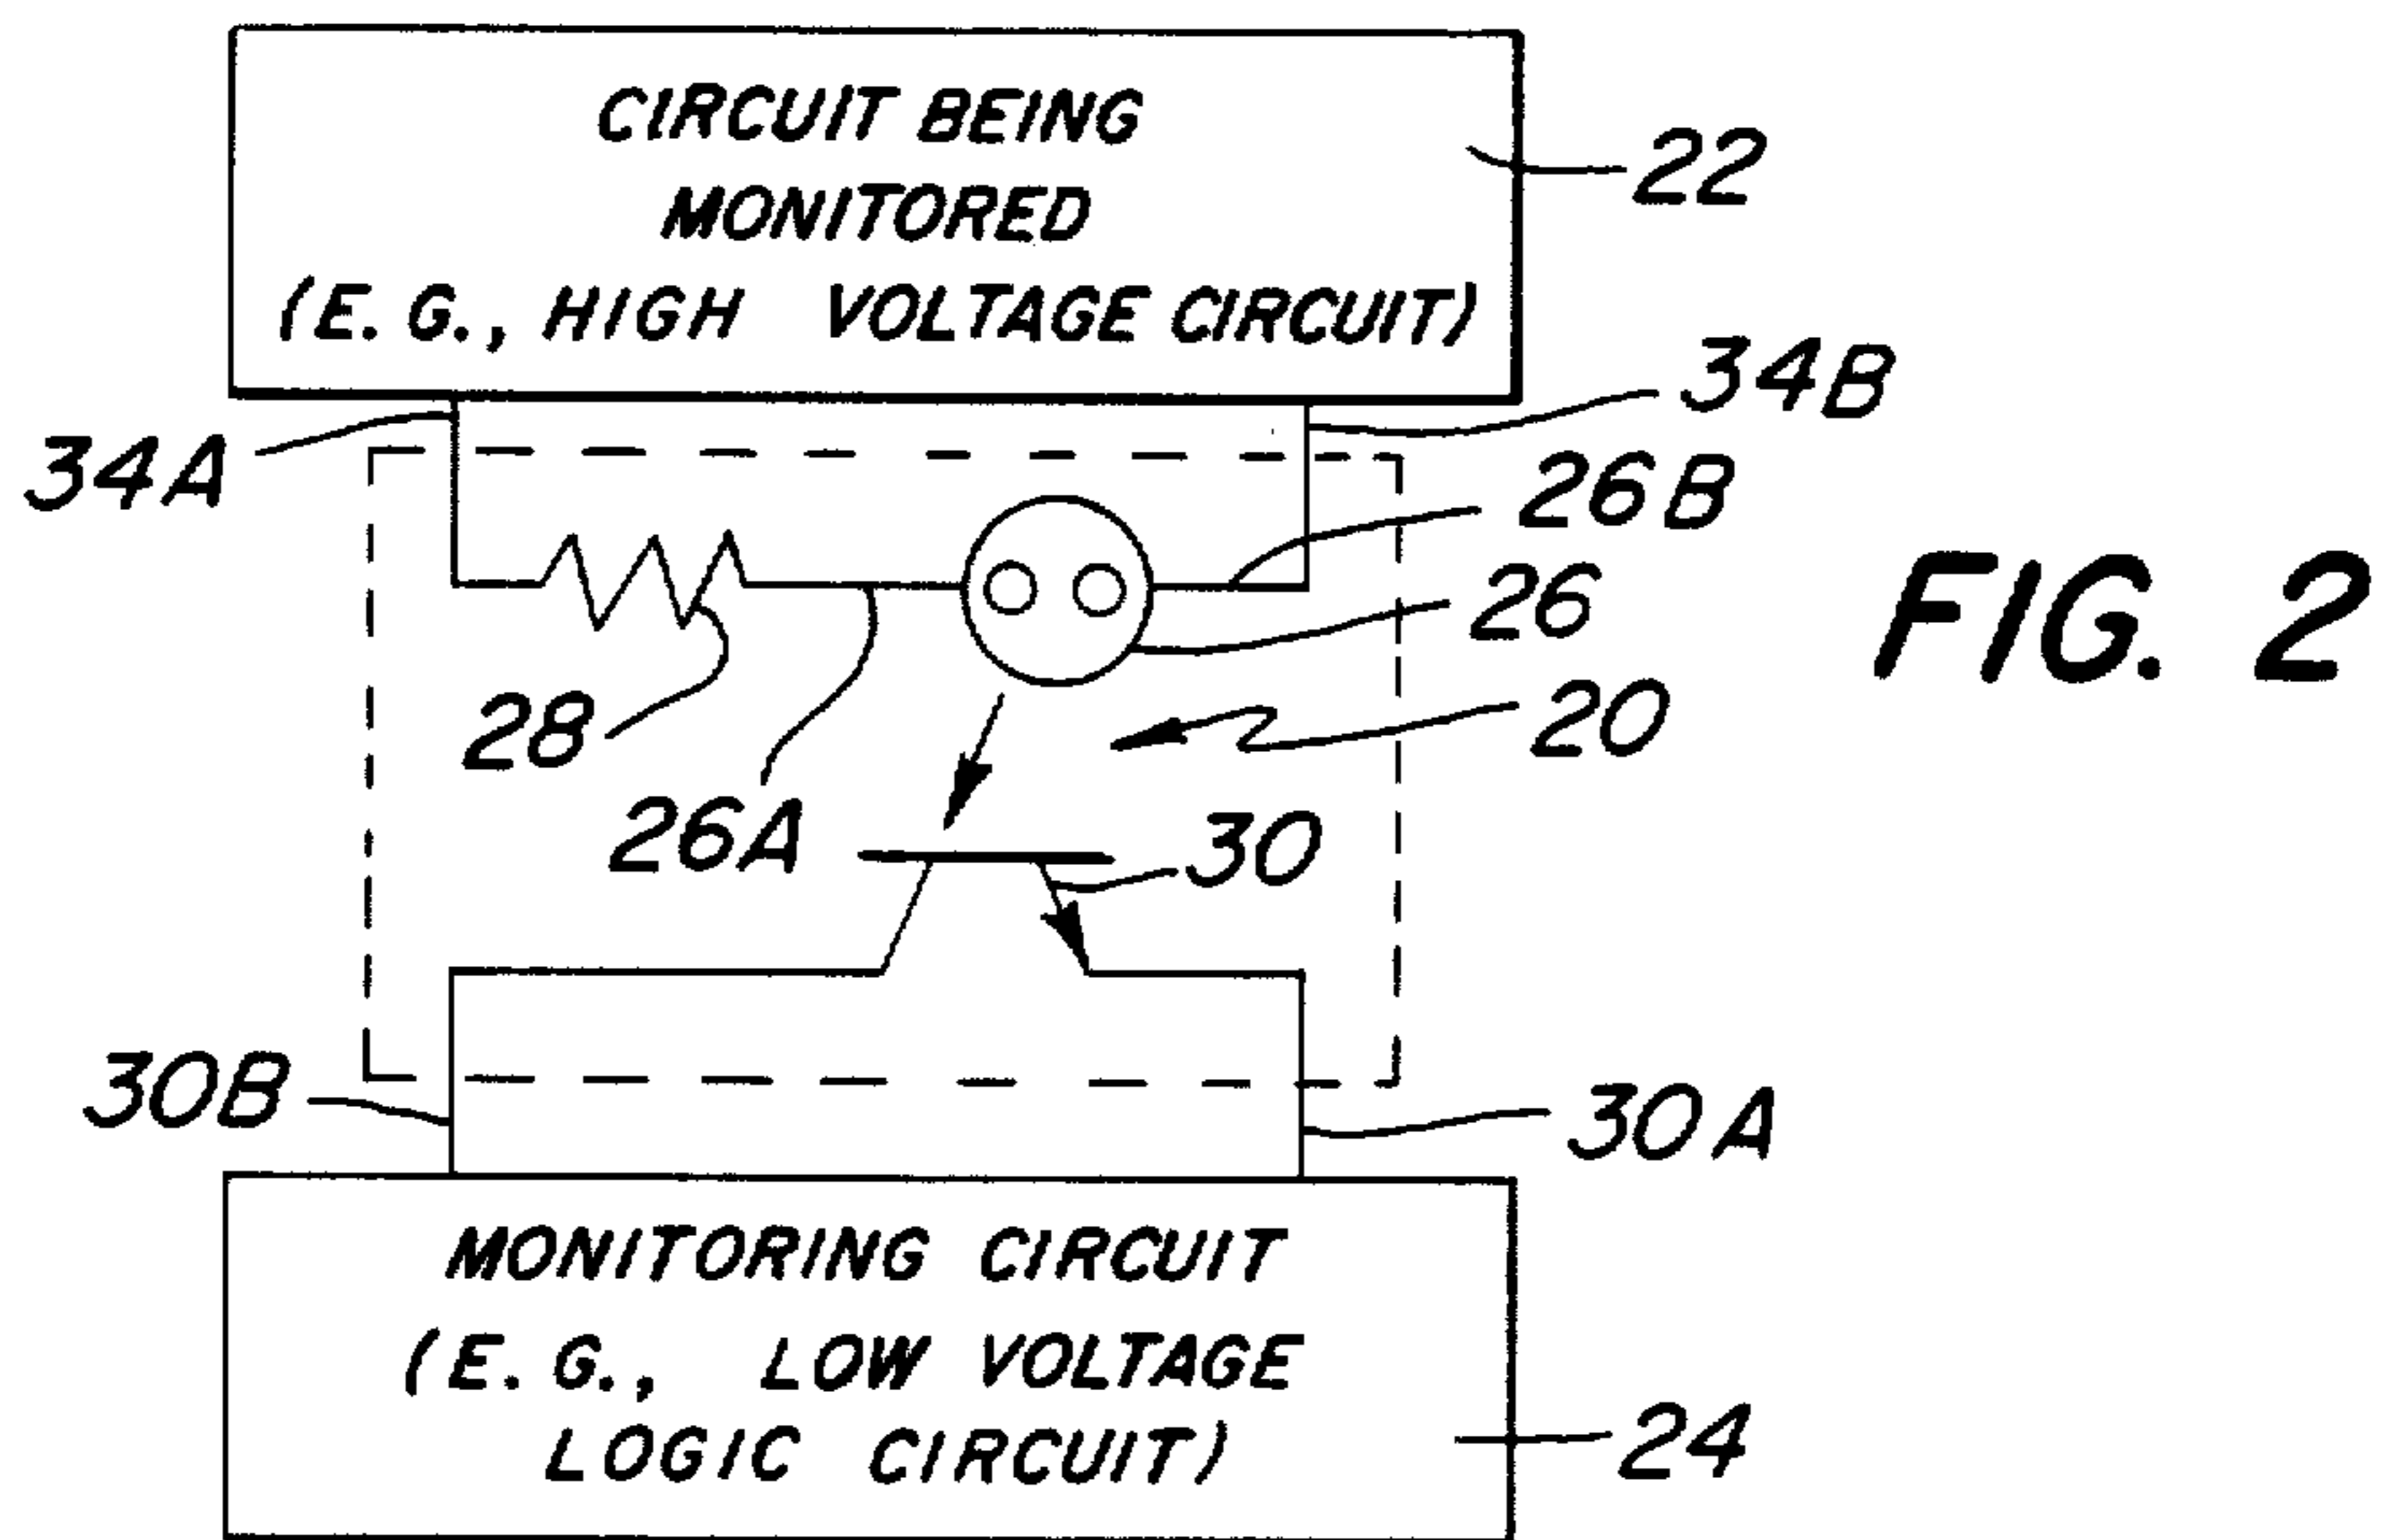 CIRCUIT BEING
MONITORED
(E. G., HIGH VOLTAGE CIRCUIT)
22
34A
34B
26B
26
28
20
26A
30
FIG. 2
30B
30A
MONITORING CIRCUIT
(E. G., LOW VOLTAGE
LOGIC CIRCUIT)
24